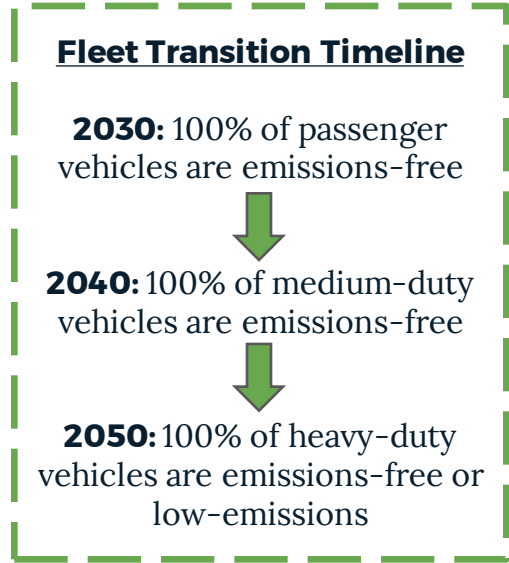 Fleet Transition Timeline
2030: 100% of passenger
vehicles are emissions-free
2040: 100% of medium-duty
vehicles are emissions-free
2050: 100% of heavy-duty
vehicles are emissions-free or
low-emissions